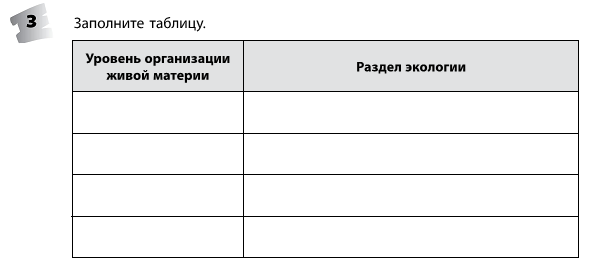 3 Заполните таблицу.
Уровень организации
живой материи
Раздел экологии